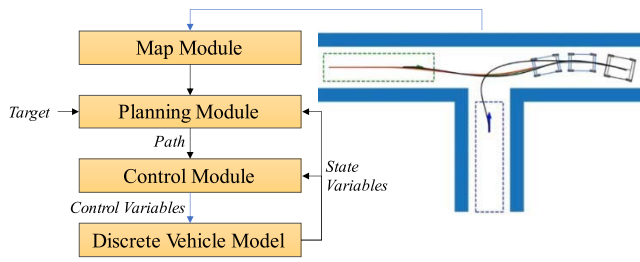 Map Module
Target
Planning Module
Path
Control Module
State
Variables
Control Variables
Discrete Vehicle Model